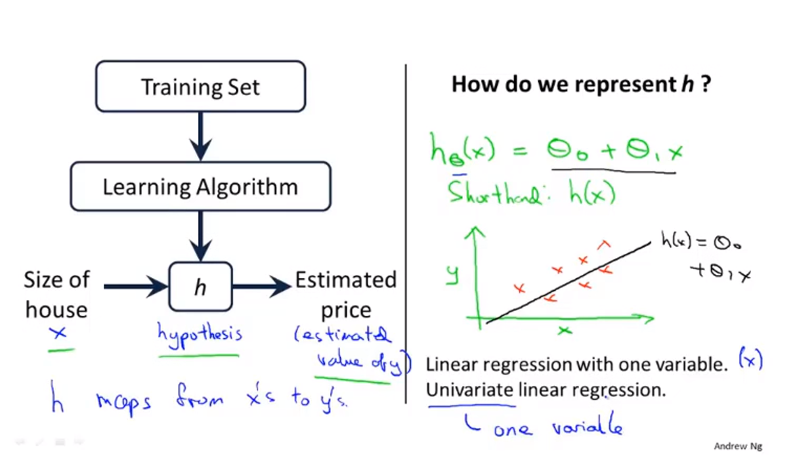 Training Set
Learning Algorithm
Size of
house
h
Estimated
price
x
hypothesis
(estimated
value of y)
h maps from x's to y's.
How do we represent h ?
hθ(x) = θ₀ + θ₁x
Shorthand: h(x)
h(x) = θ₀
+ θ₁x
y
x
Linear regression with one variable. (x)
Univariate linear regression.
one variable
Andrew Ng